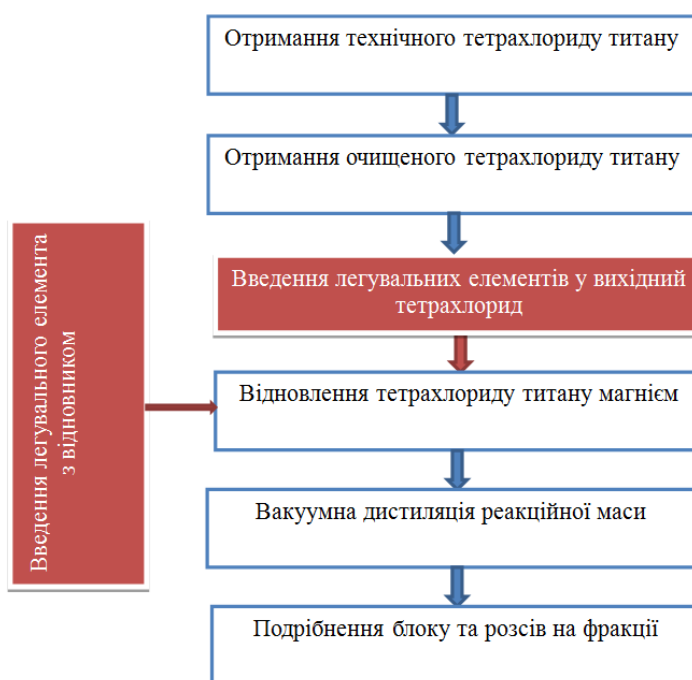 Отримання технічного тетрахлориду титану
Отримання очищеного тетрахлориду титану
Введення легувальних елементів у вихідний
тетрахлорид
Введення легувального елемента
з відновником
Відновлення тетрахлориду титану магнієм
Вакуумна дистиляція реакційної маси
Подрібнення блоку та розсів на фракції